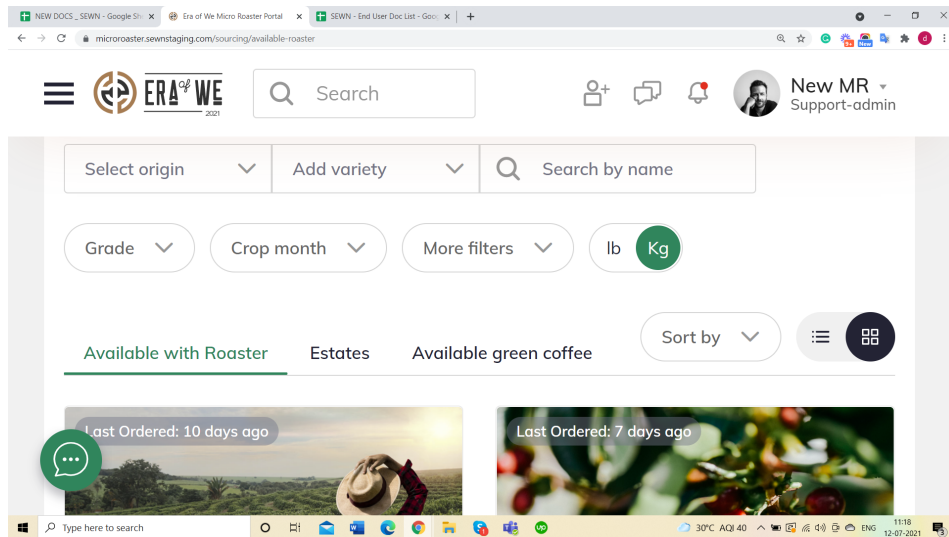 NEW DOCS _ SEWN - Google Sh
Era of We Micro Roaster Portal
SEWN - End User Doc List - Goog
microroaster.sewnstaging.com/sourcing/available-roaster
9+
New
d
ERA of WE
2021
Search
New MR
Support-admin
Select origin
Add variety
Search by name
Grade
Crop month
More filters
lb
Kg
Available with Roaster
Estates
Available green coffee
Sort by
Last Ordered: 10 days ago
Last Ordered: 7 days ago
Type here to search
30°C AQI 40
ENG
11:18
12-07-2021
3